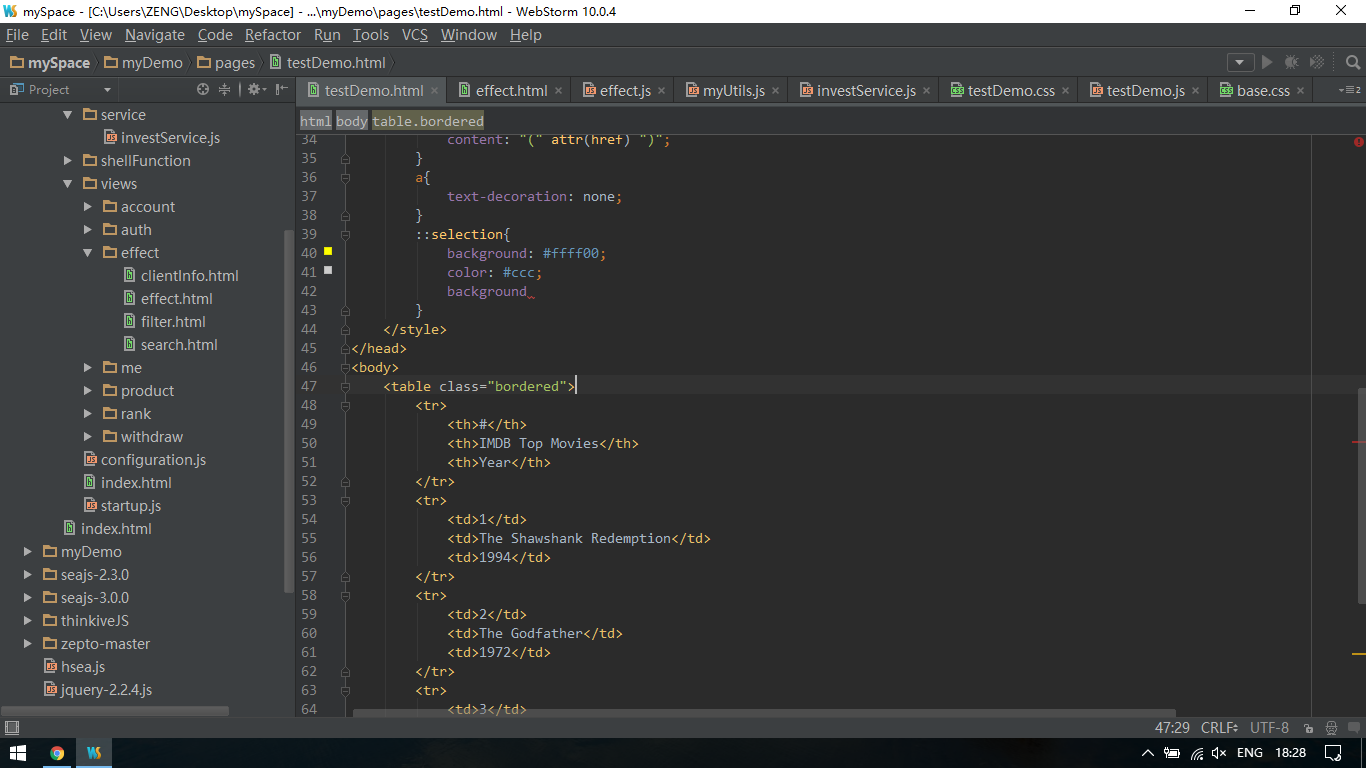 mySpace - [C:\Users\ZENG\Desktop\mySpace] - ...\myDemo\pages\testDemo.html - WebStorm 10.0.4
File Edit View Navigate Code Refactor Run Tools VCS Window Help
mySpace myDemo pages testDemo.html
Project
testDemo.html effect.html effect.js myUtils.js investService.js testDemo.css testDemo.js base.css 2
html body table.bordered
service
investService.js
shellFunction
views
account
auth
effect
clientInfo.html
effect.html
filter.html
search.html
me
product
rank
withdraw
configuration.js
index.html
startup.js
index.html
myDemo
seajs-2.3.0
seajs-3.0.0
thinkiveJS
zepto-master
hsea.js
jquery-2.2.4.js
34 content: "(" attr(href) ")";
35 }
36 a{
37 text-decoration: none;
38 }
39 ::selection{
40 background: #ffff00;
41 color: #ccc;
42 background
43 }
44 </style>
45 </head>
46 <body>
47 <table class="bordered">
48 <tr>
49 <th>#</th>
50 <th>IMDB Top Movies</th>
51 <th>Year</th>
52 </tr>
53 <tr>
54 <td>1</td>
55 <td>The Shawshank Redemption</td>
56 <td>1994</td>
57 </tr>
58 <tr>
59 <td>2</td>
60 <td>The Godfather</td>
61 <td>1972</td>
62 </tr>
63 <tr>
64 <td>3</td>
47:29 CRLF UTF-8
WS ENG 18:28